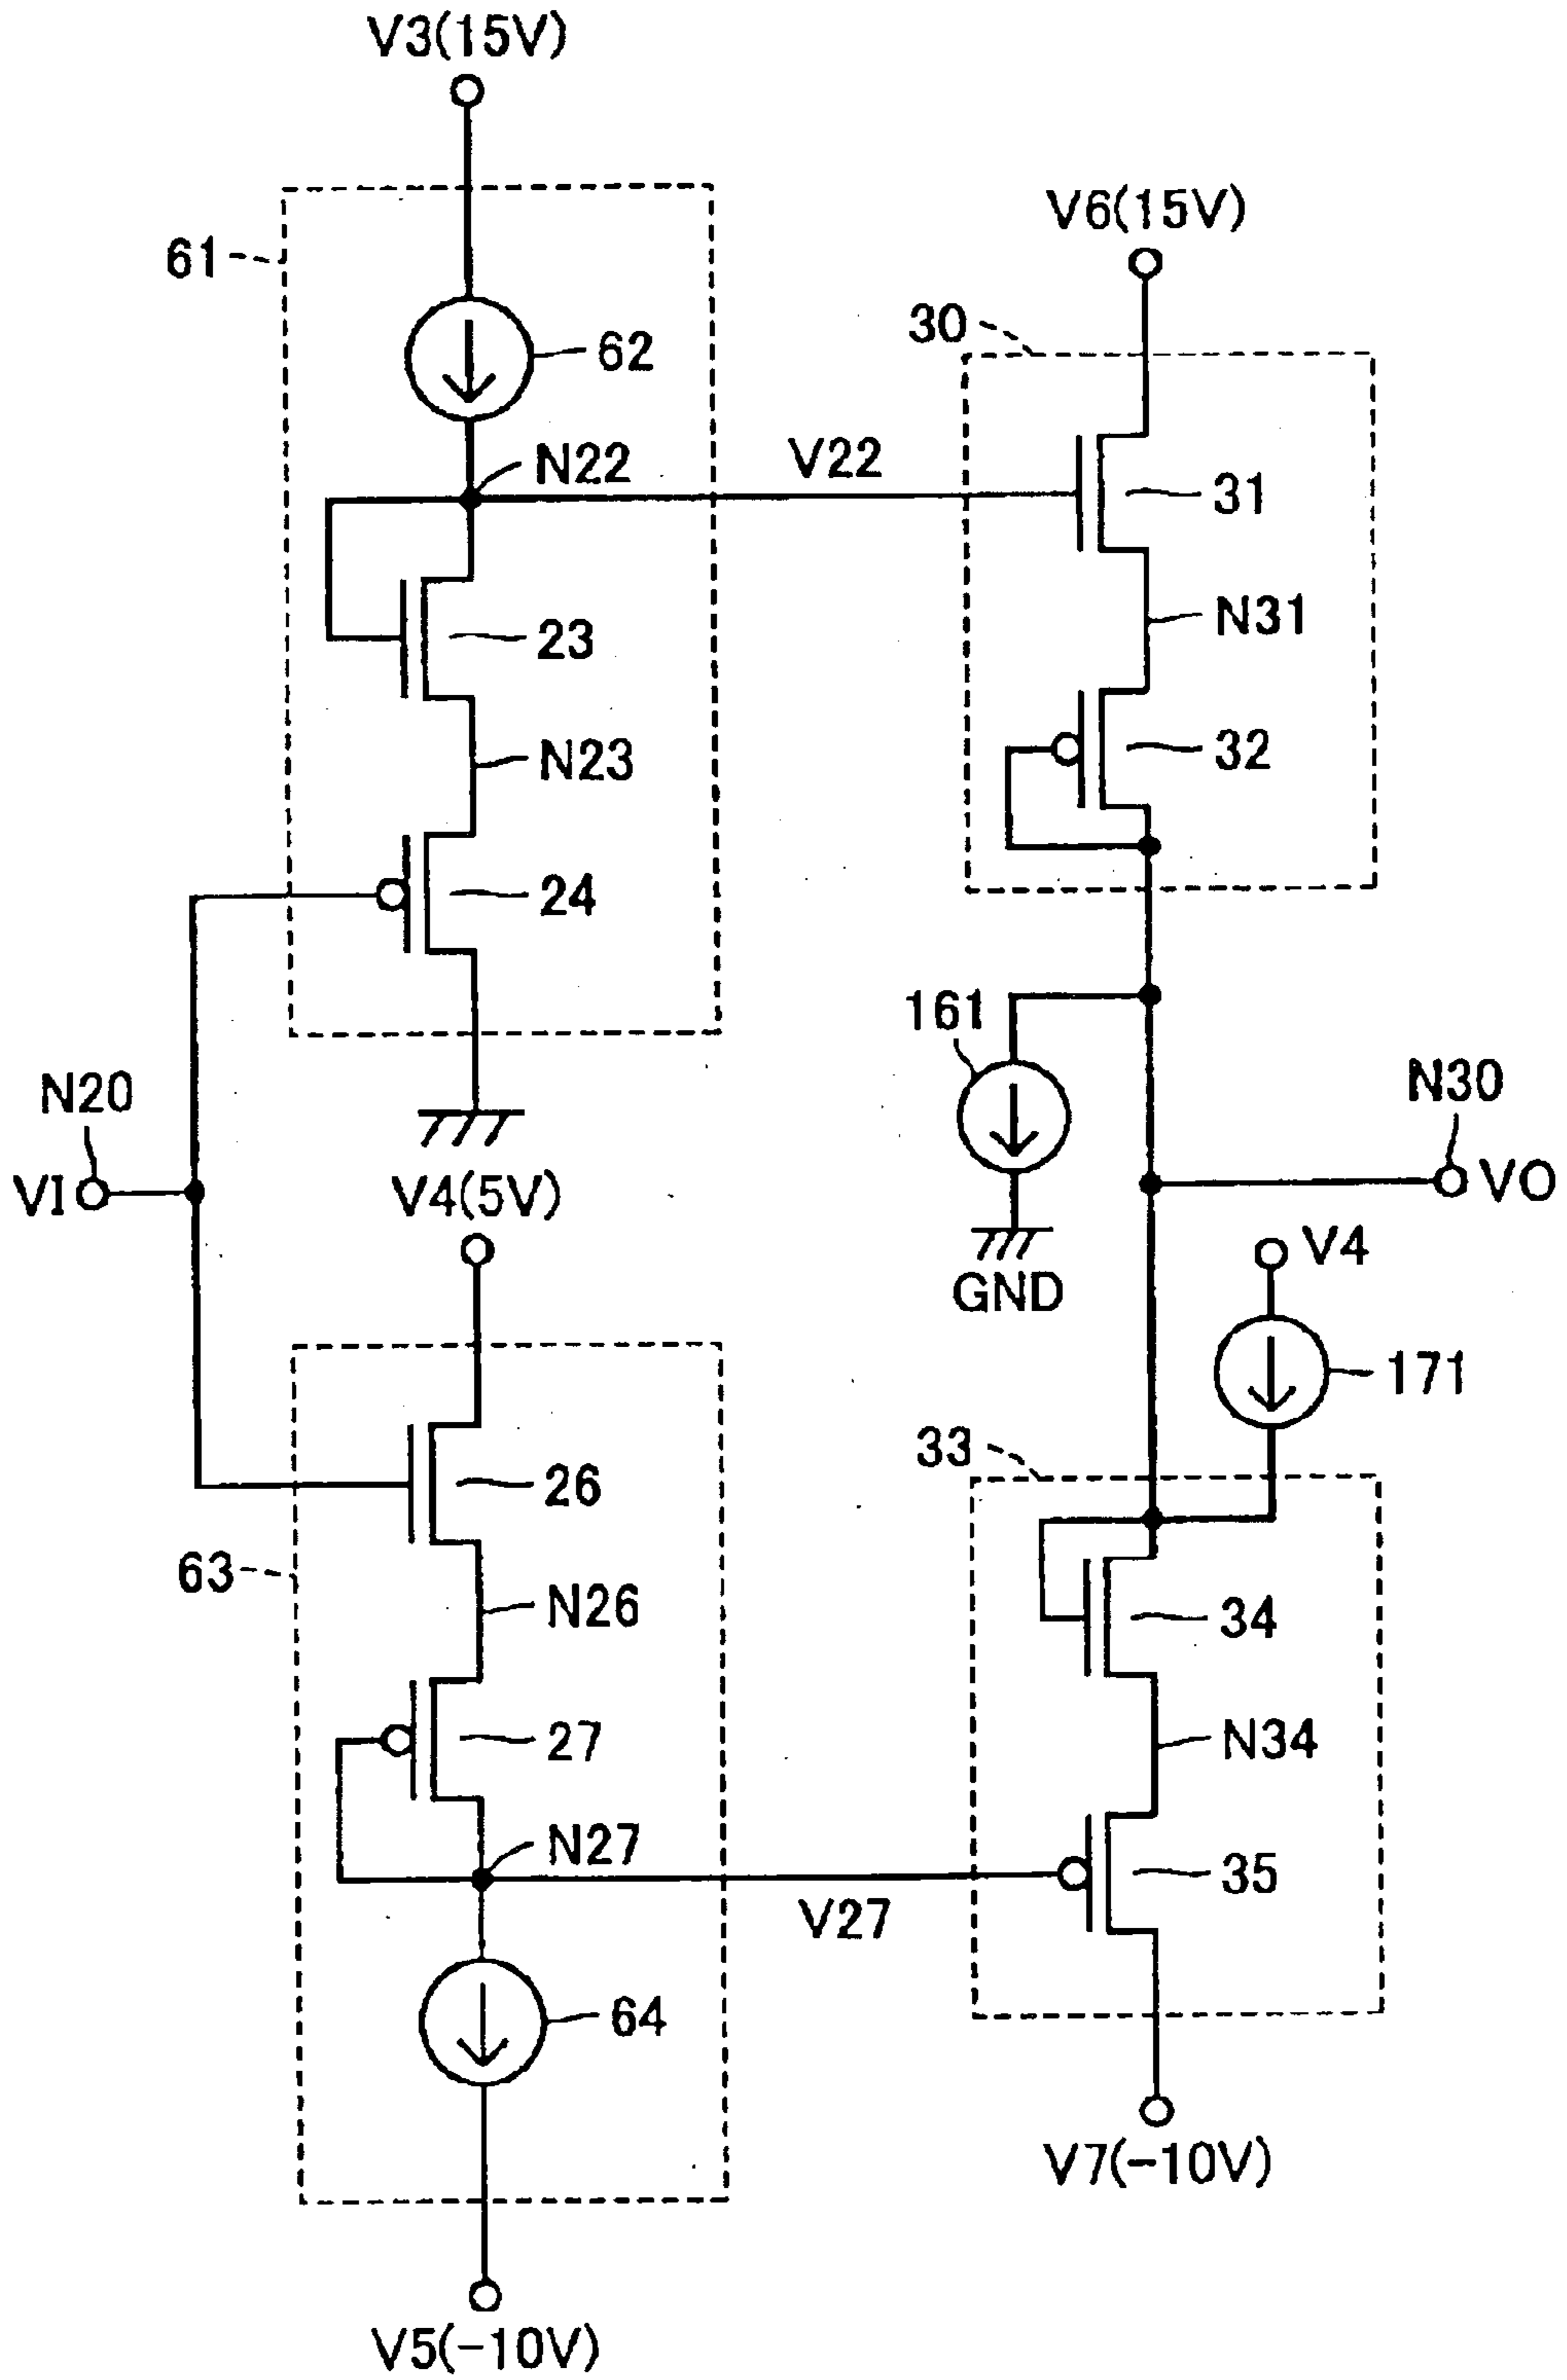 V3(15V)
61
62
N22
V22
23
N23
24
V6(15V)
30
31
N31
32
161
GND
N20
VI
N30
VO
V4(5V)
V4
171
63
26
N26
27
N27
V27
64
V5(−10V)
33
34
N34
35
V7(−10V)